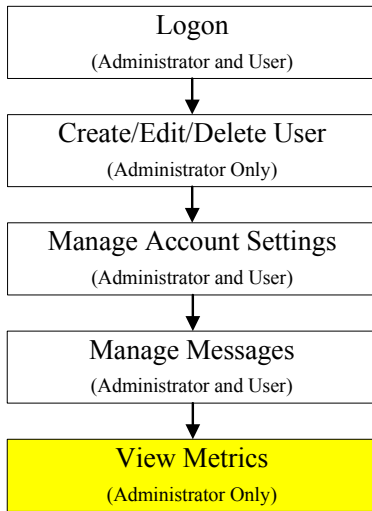 Logon
(Administrator and User)
Create/Edit/Delete User
(Administrator Only)
Manage Account Settings
(Administrator and User)
Manage Messages
(Administrator and User)
View Metrics
(Administrator Only)